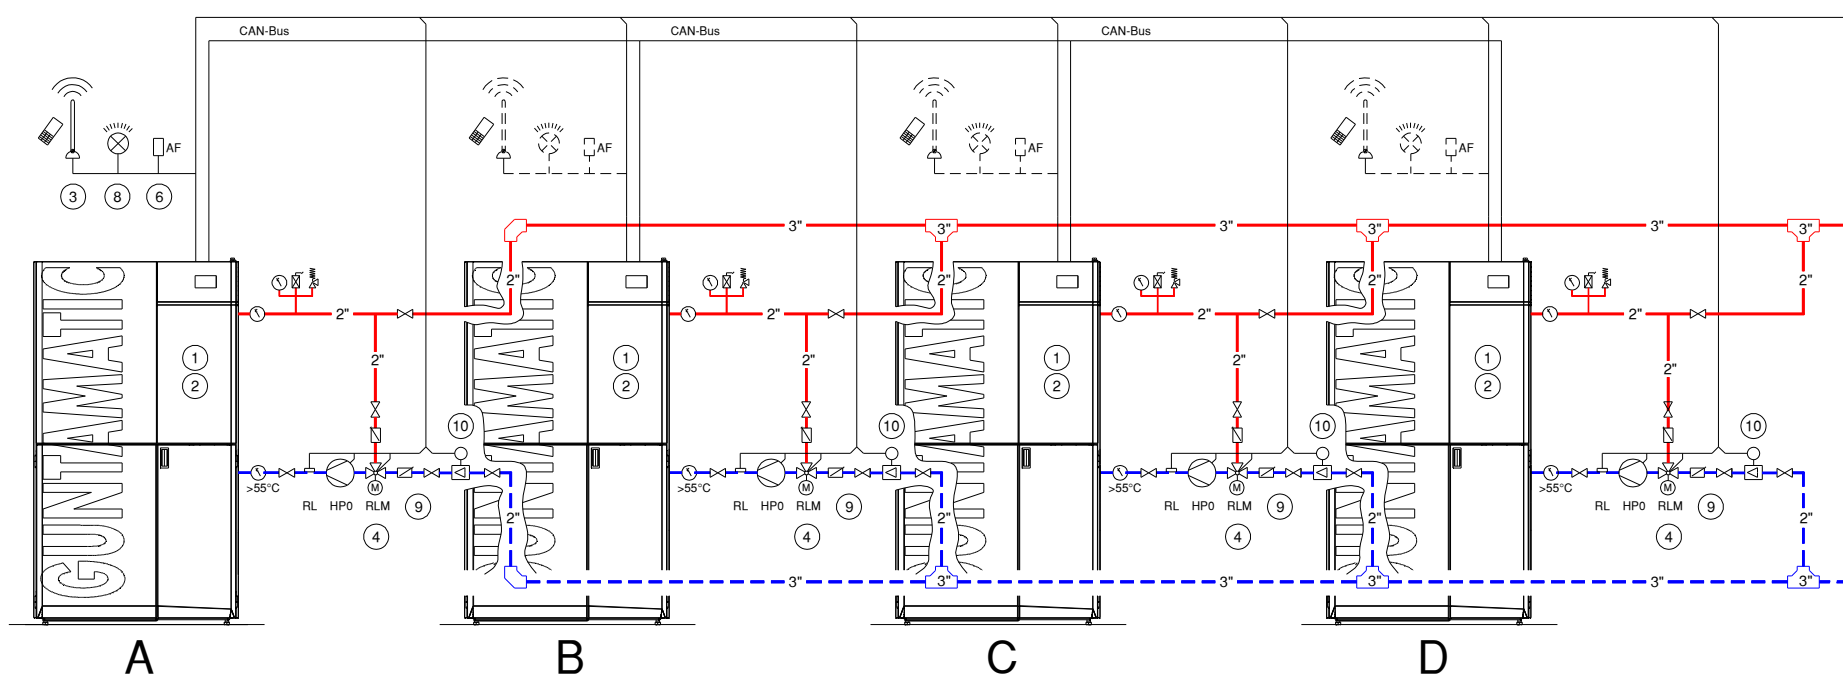 CAN-Bus CAN-Bus CAN-Bus
AF AF AF AF
3 8 6
3" 3" 3" 3" 3" 3" 3"
2" 2" 2" 2"
2" 2" 2" 2"
GUNTAMATIC GUNTAMATIC GUNTAMATIC GUNTAMATIC
1 1 1 1
2 2 2 2
2" 2" 2" 2"
10 10 10 10
>55°C >55°C >55°C >55°C
M M M M
RL HP0 RLM 9 RL HP0 RLM 9 RL HP0 RLM 9 RL HP0 RLM 9
2" 2" 2" 2"
4 4 4 4
3" 3" 3" 3" 3" 3" 3"
A B C D